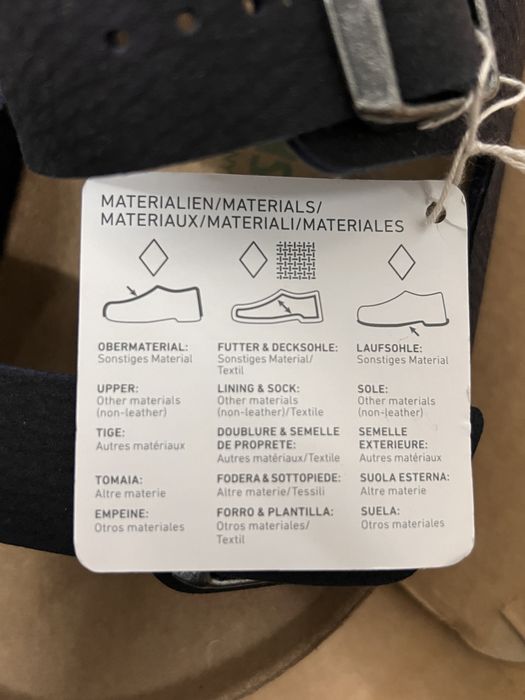 MATERIALIEN/MATERIALS/
MATERIAUX/MATERIALI/MATERIALES
OBERMATERIAL:
Sonstiges Material
UPPER:
Other materials
(non-leather)
TIGE:
Autres matériaux
TOMAIA:
Altre materie
EMPEINE:
Otros materiales
FUTTER & DECKSOHLE:
Sonstiges Material/
Textil
LINING & SOCK:
Other materials
(non-leather)/Textile
DOUBLURE & SEMELLE
DE PROPRETE:
Autres matériaux/Textile
FODERA & SOTTOPIEDE:
Altre materie/Tessili
FORRO & PLANTILLA:
Otros materiales/
Textil
LAUFSOHLE:
Sonstiges Material
SOLE:
Other materials
(non-leather)
SEMELLE
EXTERIEURE:
Autres matériaux
SUOLA ESTERNA:
Altre materie
SUELA:
Otros materiales